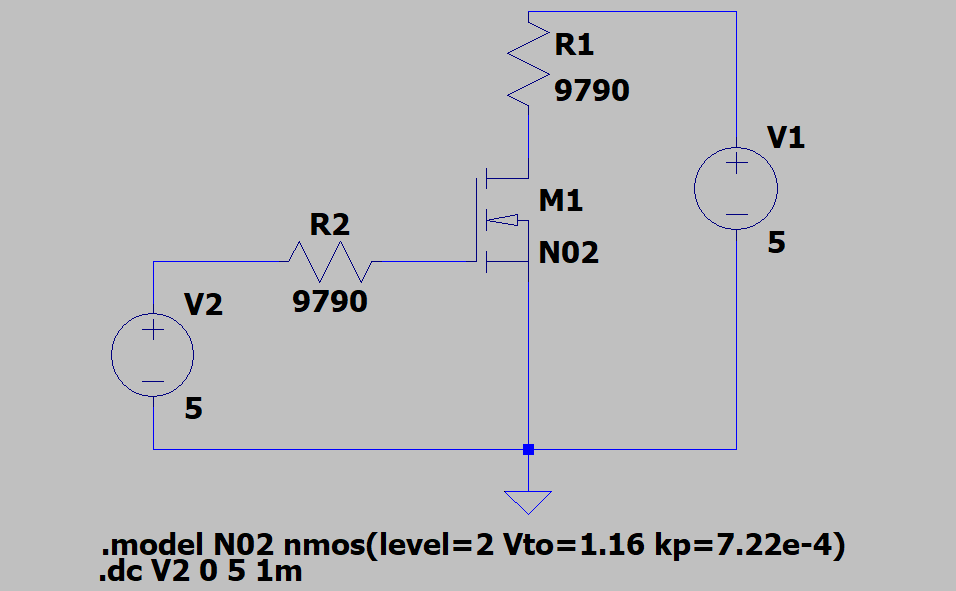 R1
9790
V1
M1
R2
5
N02
9790
V2
5
.model N02 nmos(level=2 Vto=1.16 kp=7.22e-4)
.dc V2 0 5 1m